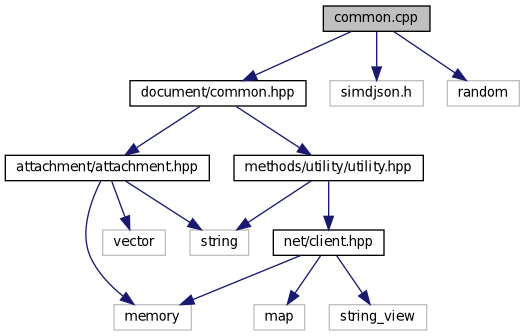 common.cpp
document/common.hpp
simdjson.h
random
attachment/attachment.hpp
methods/utility/utility.hpp
vector
string
net/client.hpp
memory
map
string_view